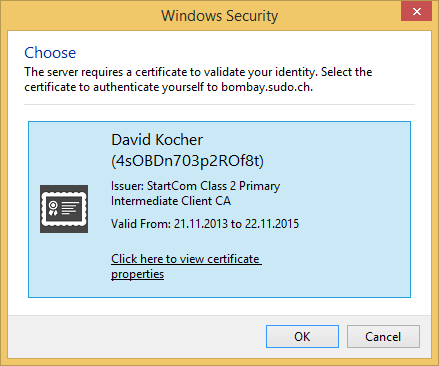 Windows Security
Choose
The server requires a certificate to validate your identity. Select the
certificate to authenticate yourself to bombay.sudo.ch.
David Kocher
(4sOBDn703p2ROf8t)
Issuer: StartCom Class 2 Primary
Intermediate Client CA
Valid From: 21.11.2013 to 22.11.2015
Click here to view certificate
properties
OK
Cancel